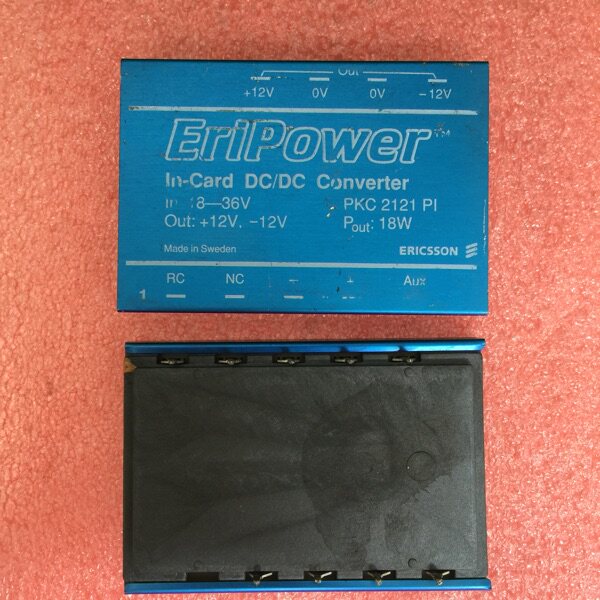 Out
+12V 0V 0V -12V
EriPower™
In-Card DC/DC Converter
In 18—36V PKC 2121 PI
Out: +12V, -12V Pout: 18W
Made in Sweden ERICSSON
RC NC - + Aux
1